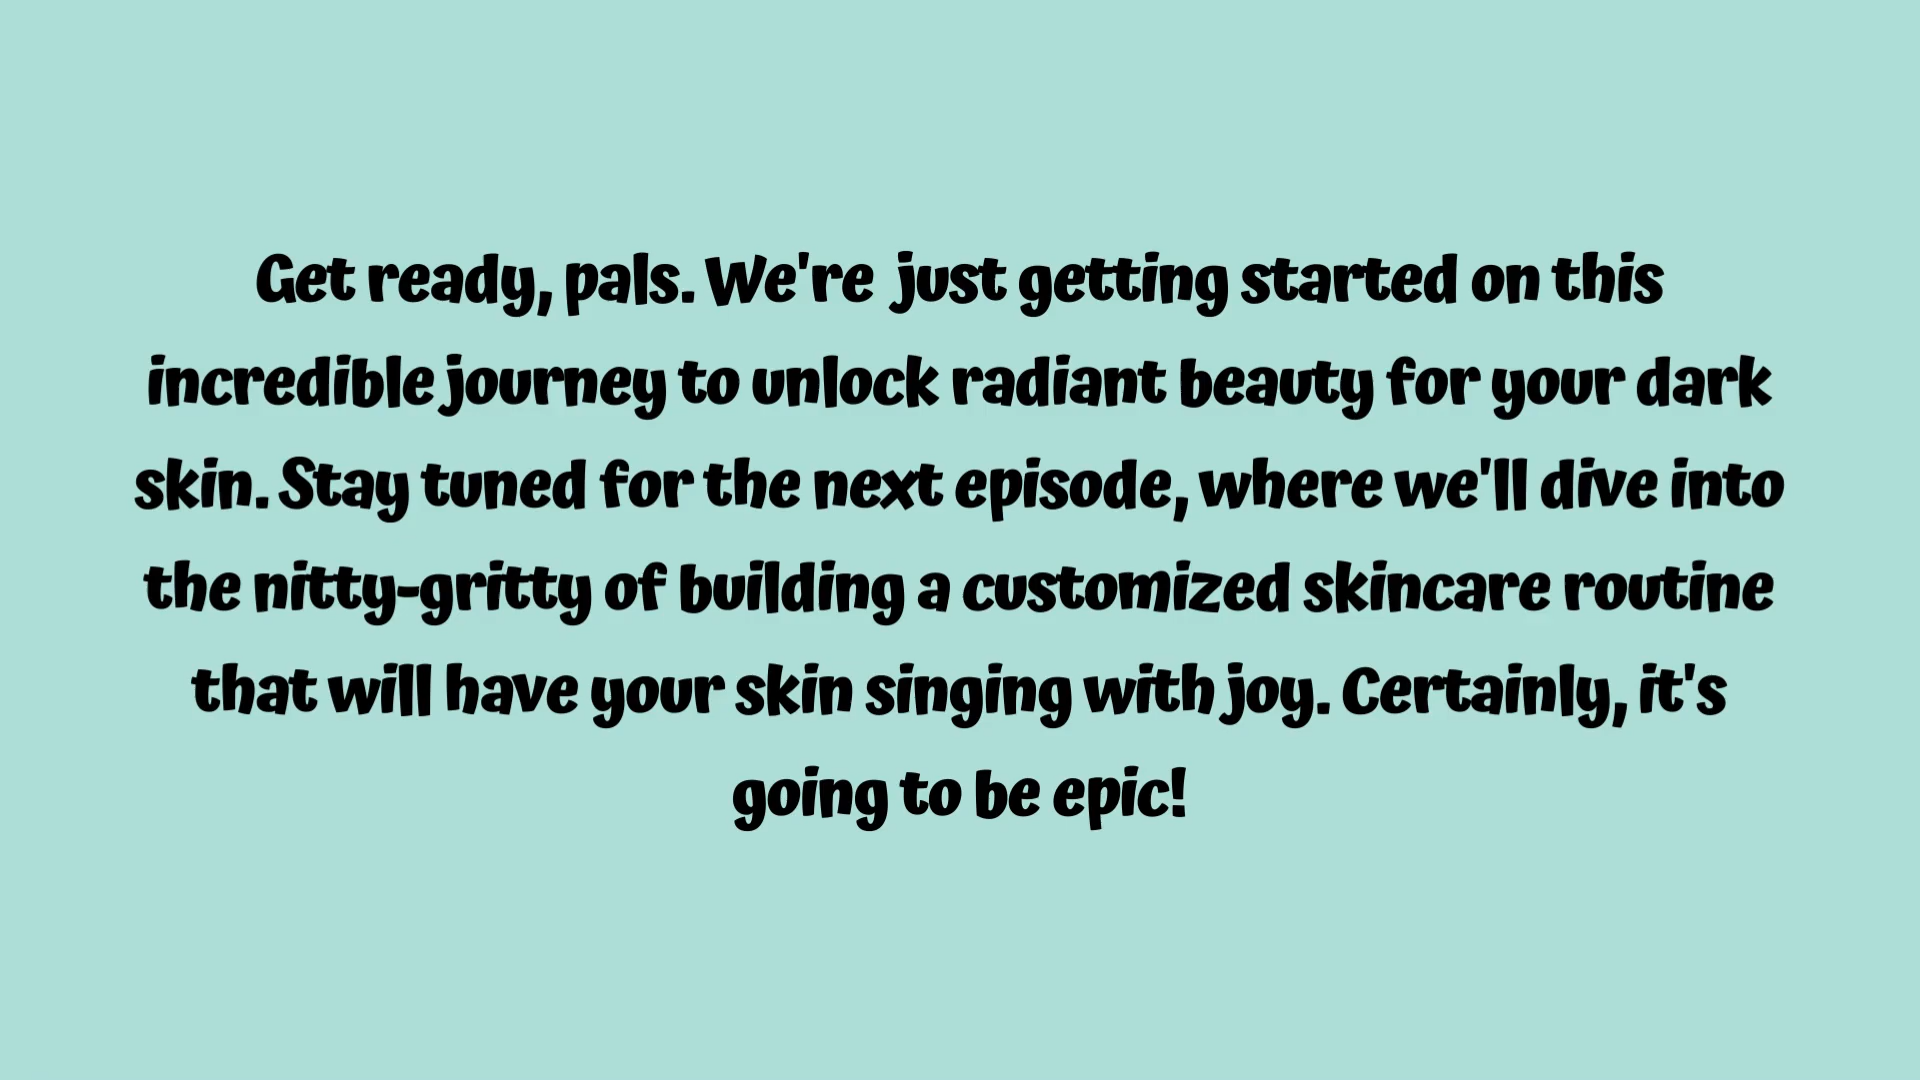 Get ready, pals. We're just getting started on this
incredible journey to unlock radiant beauty for your dark
skin. Stay tuned for the next episode, where we'll dive into
the nitty-gritty of building a customized skincare routine
that will have your skin singing with joy. Certainly, it's
going to be epic!